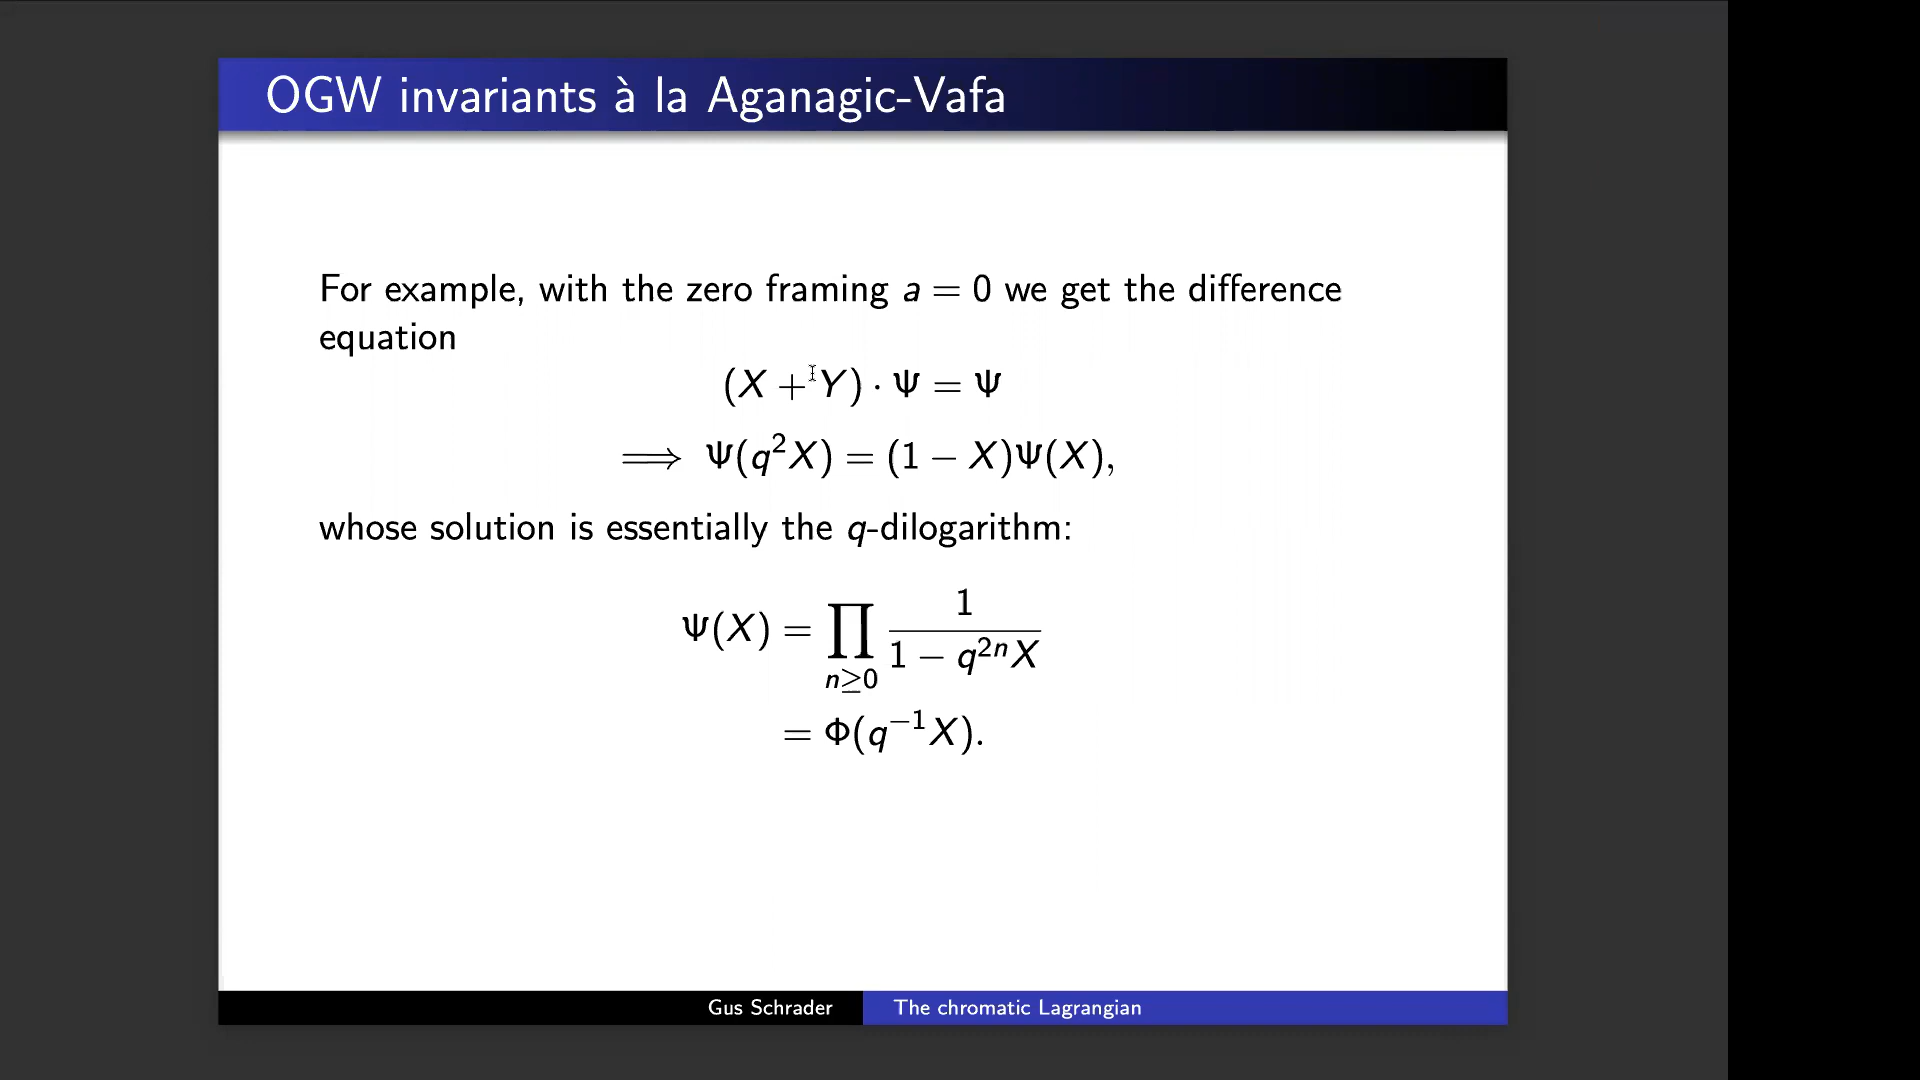 OGW invariants à la Aganagic-Vafa
For example, with the zero framing a = 0 we get the difference
equation
(X + Y) · Ψ = Ψ
⟹ Ψ(q²X) = (1 − X)Ψ(X),
whose solution is essentially the q-dilogarithm:
Ψ(X) = ∏_{n≥0} 1/(1 − q²ⁿX)
= Φ(q⁻¹X).
Gus Schrader The chromatic Lagrangian